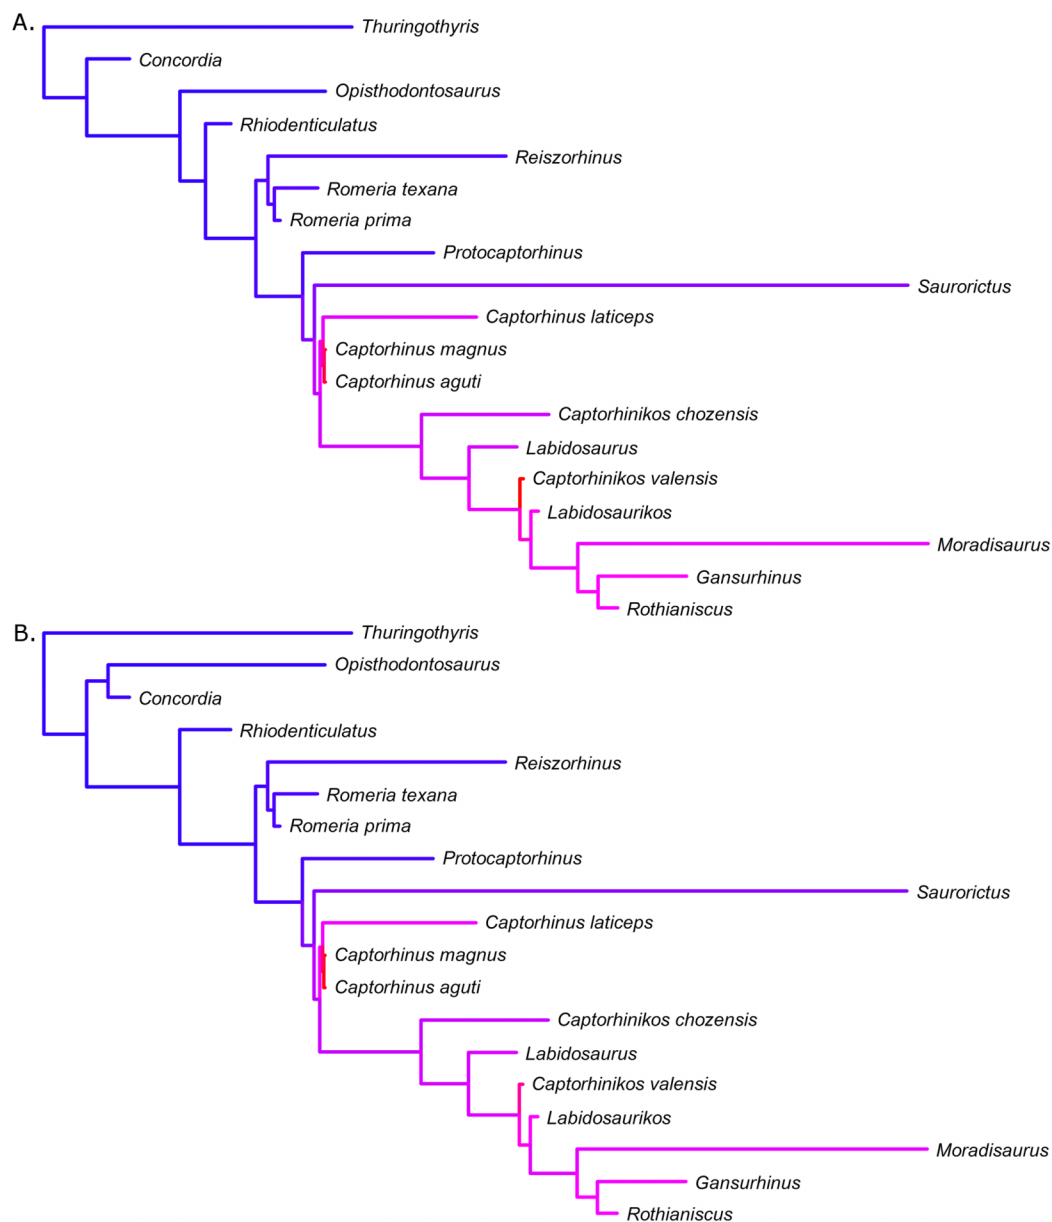 A.
Thuringothyris
Concordia
Opisthodontosaurus
Rhiodenticulatus
Reiszorhinus
Romeria texana
Romeria prima
Protocaptorhinus
Saurorictus
Captorhinus laticeps
Captorhinus magnus
Captorhinus aguti
Captorhinikos chozensis
Labidosaurus
Captorhinikos valensis
Labidosaurikos
Moradisaurus
Gansurhinus
Rothianiscus
B.
Thuringothyris
Opisthodontosaurus
Concordia
Rhiodenticulatus
Reiszorhinus
Romeria texana
Romeria prima
Protocaptorhinus
Saurorictus
Captorhinus laticeps
Captorhinus magnus
Captorhinus aguti
Captorhinikos chozensis
Labidosaurus
Captorhinikos valensis
Labidosaurikos
Moradisaurus
Gansurhinus
Rothianiscus